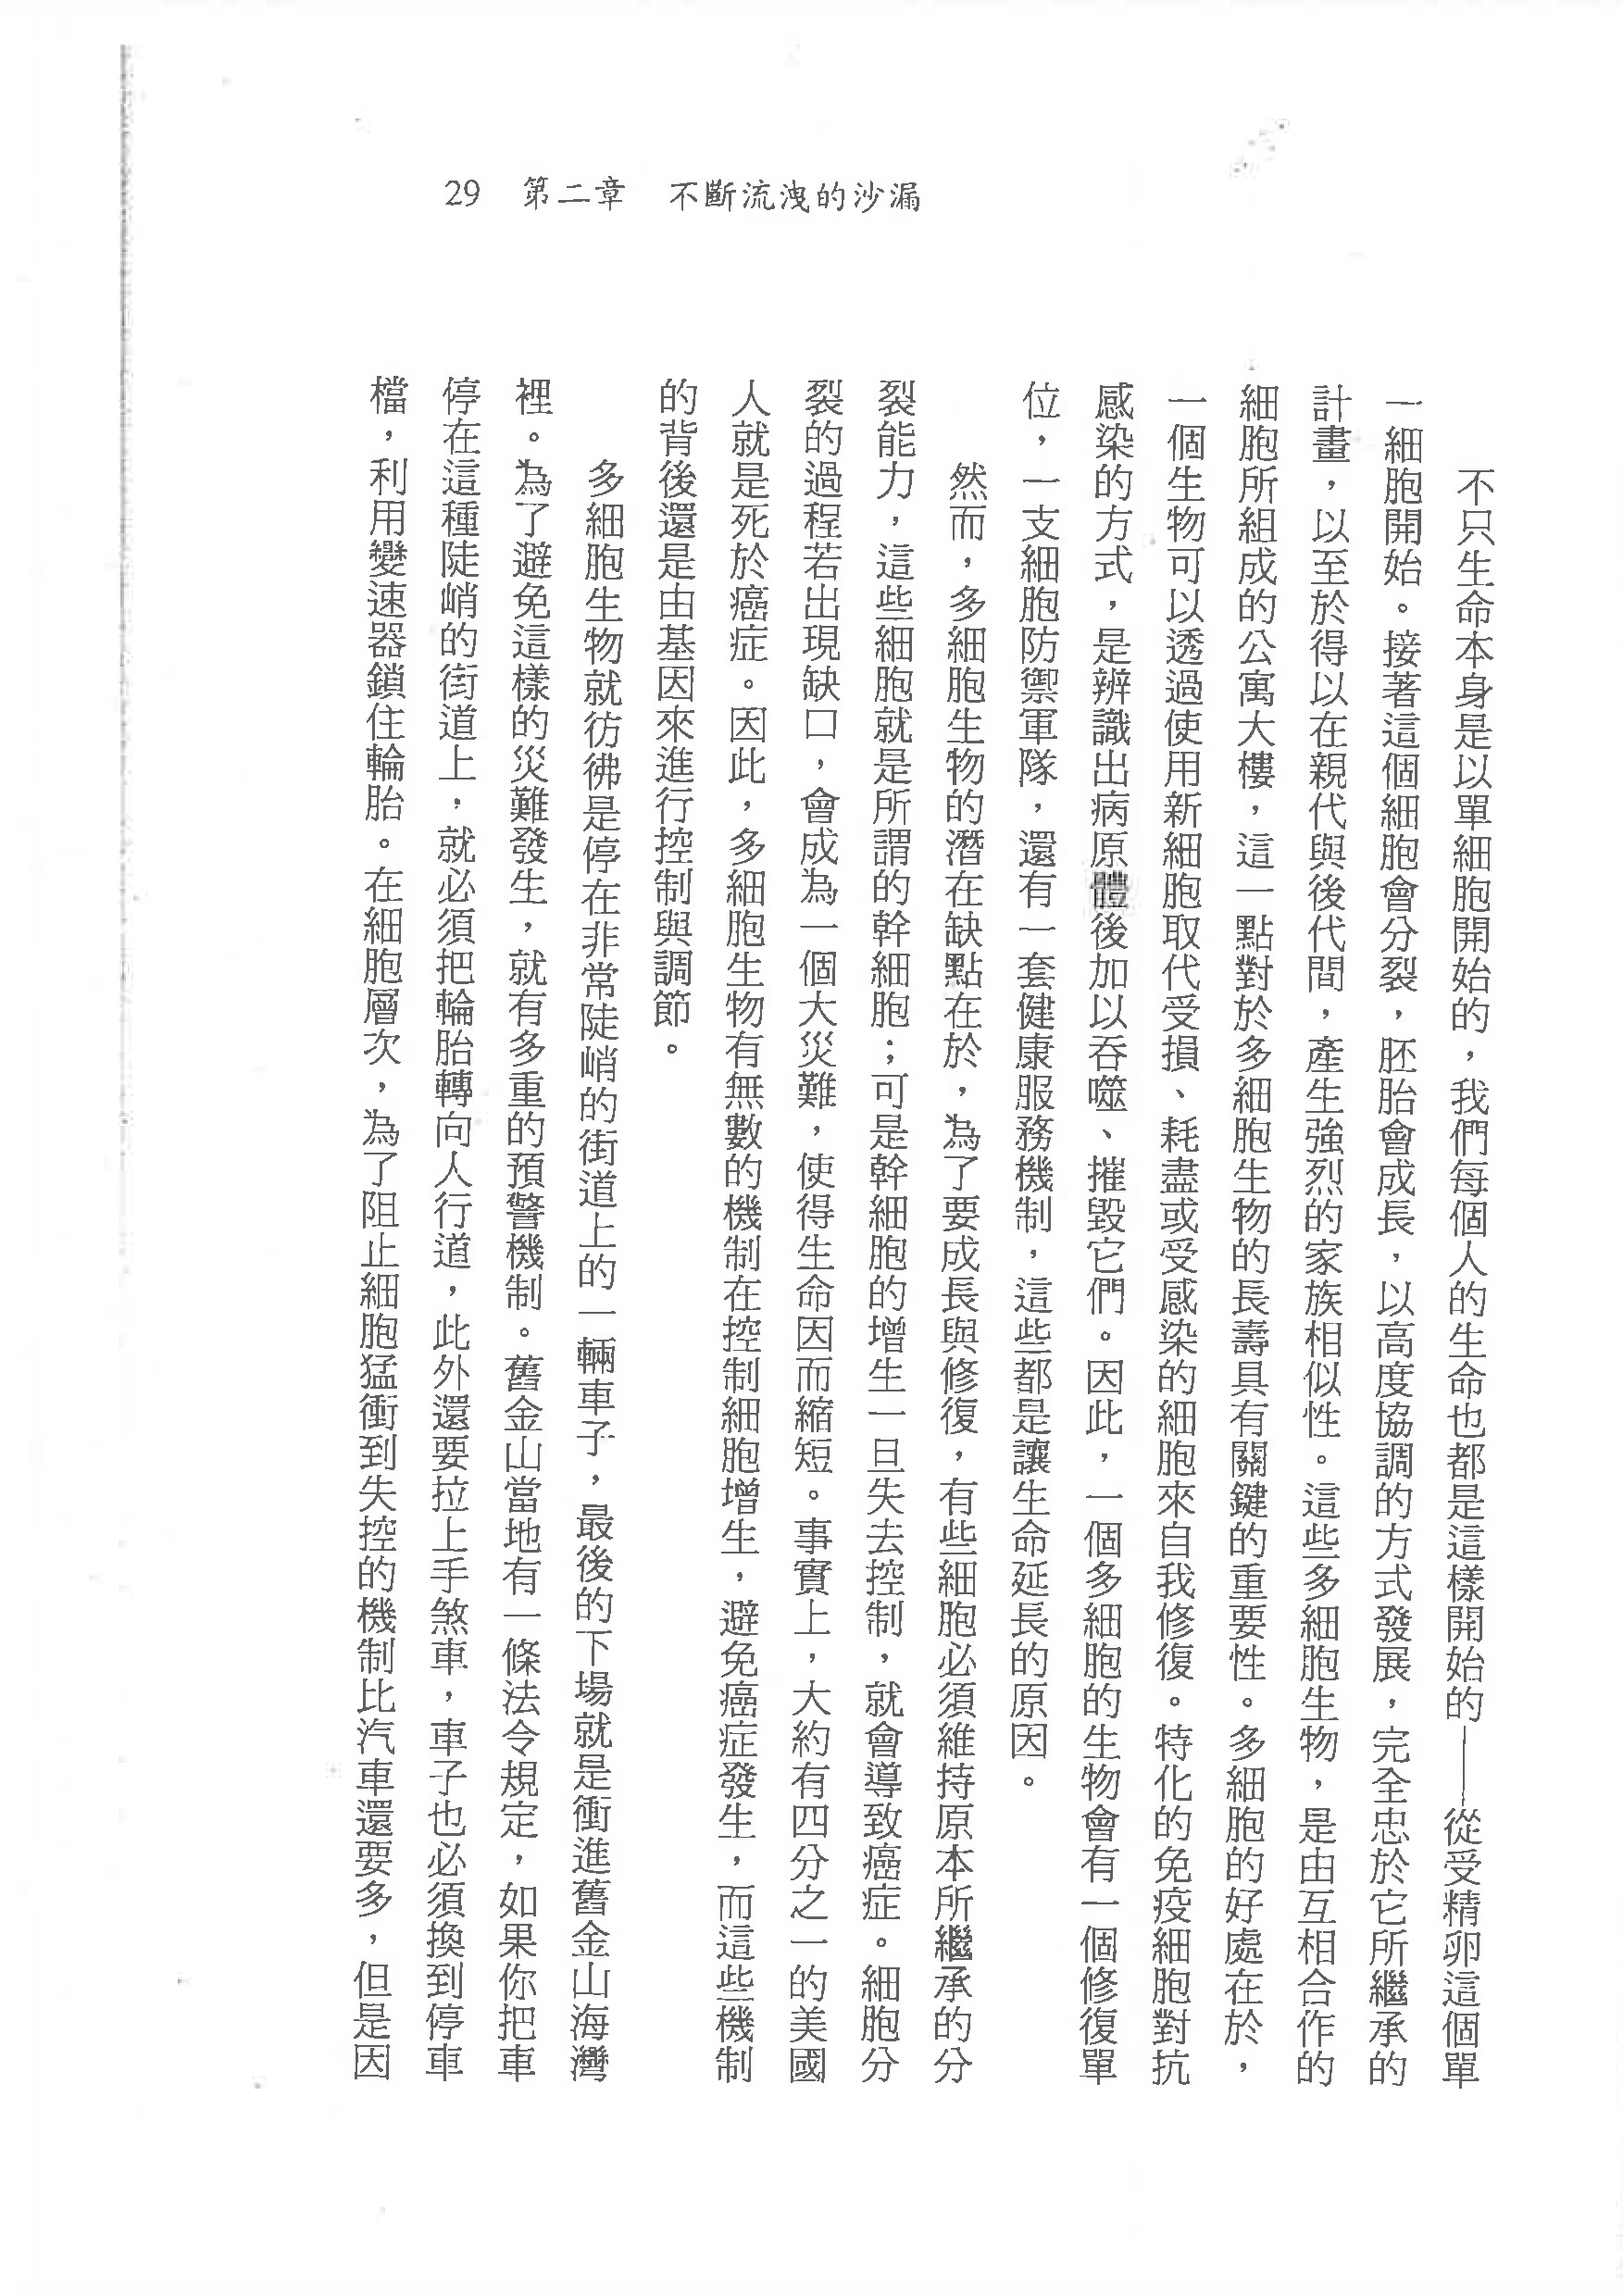 29 第二章 不斷流洩的沙漏
不只生命本身是以單細胞開始的，我們每個人的生命也都是這樣開始的——從受精卵這個單
一細胞開始。接著這個細胞會分裂，胚胎會成長，以高度協調的方式發展，完全忠於它所繼承的
計畫，以至於得以在親代與後代間，產生強烈的家族相似性。這些多細胞生物，是由互相合作的
細胞所組成的公寓大樓，這一點對於多細胞生物的長壽具有關鍵的重要性。多細胞的好處在於，
一個生物可以透過使用新細胞取代受損、耗盡或受感染的細胞來自我修復。特化的免疫細胞對抗
感染的方式，是辨識出病原體後加以吞噬、摧毀它們。因此，一個多細胞的生物會有一個修復單
位，一支細胞防禦軍隊，還有一套健康服務機制，這些都是讓生命延長的原因。
然而，多細胞生物的潛在缺點在於，為了要成長與修復，有些細胞必須維持原本所繼承的分
裂能力，這些細胞就是所謂的幹細胞；可是幹細胞的增生一旦失去控制，就會導致癌症。細胞分
裂的過程若出現缺口，會成為一個大災難，使得生命因而縮短。事實上，大約有四分之一的美國
人就是死於癌症。因此，多細胞生物有無數的機制在控制細胞增生，避免癌症發生，而這些機制
的背後還是由基因來進行控制與調節。
多細胞生物就彷彿是停在非常陡峭的街道上的一輛車子，最後的下場就是衝進舊金山海灣
裡。為了避免這樣的災難發生，就有多重的預警機制。舊金山當地有一條法令規定，如果你把車
停在這種陡峭的街道上，就必須把輪胎轉向人行道，此外還要拉上手煞車，車子也必須換到停車
檔，利用變速器鎖住輪胎。在細胞層次，為了阻止細胞猛衝到失控的機制比汽車還要多，但是因